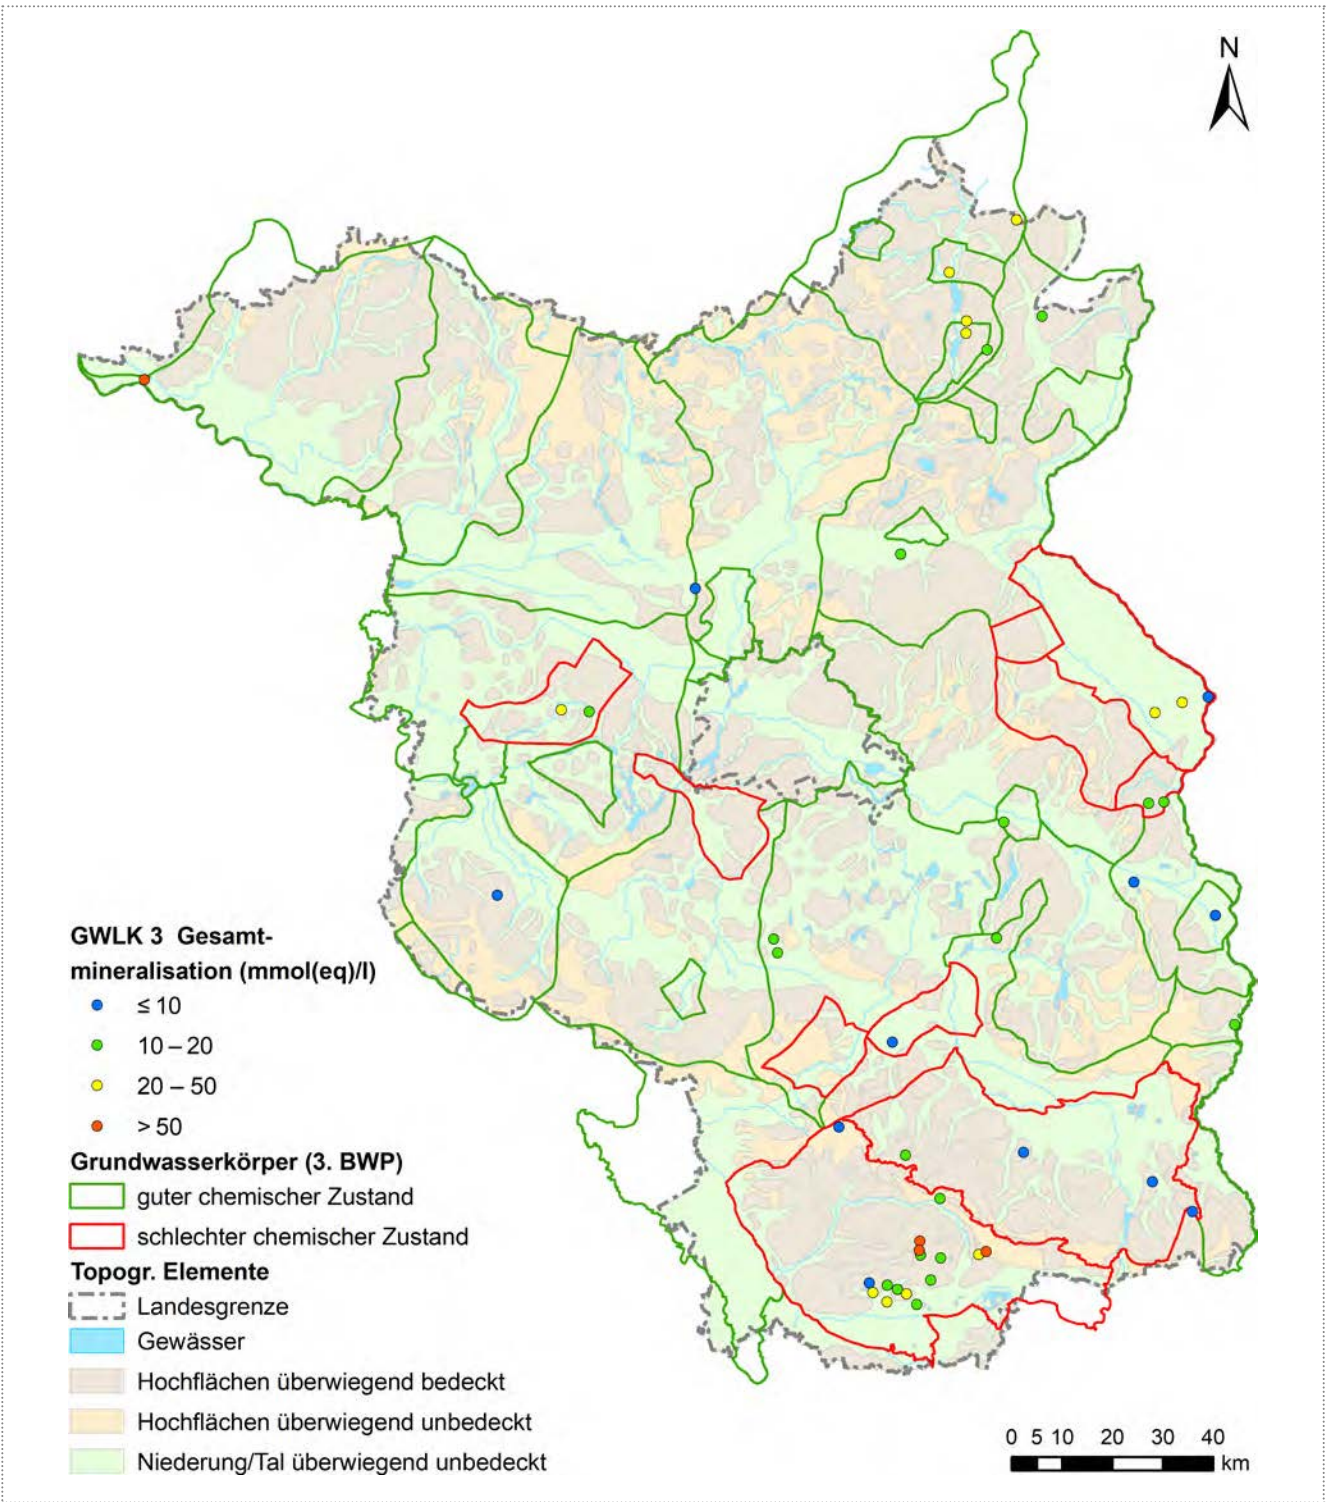 N
GWLK 3 Gesamt-
mineralisation (mmol(eq)/l)
≤ 10
10 – 20
20 – 50
> 50
Grundwasserkörper (3. BWP)
guter chemischer Zustand
schlechter chemischer Zustand
Topogr. Elemente
Landesgrenze
Gewässer
Hochflächen überwiegend bedeckt
Hochflächen überwiegend unbedeckt
Niederung/Tal überwiegend unbedeckt
0 5 10 20 30 40
km